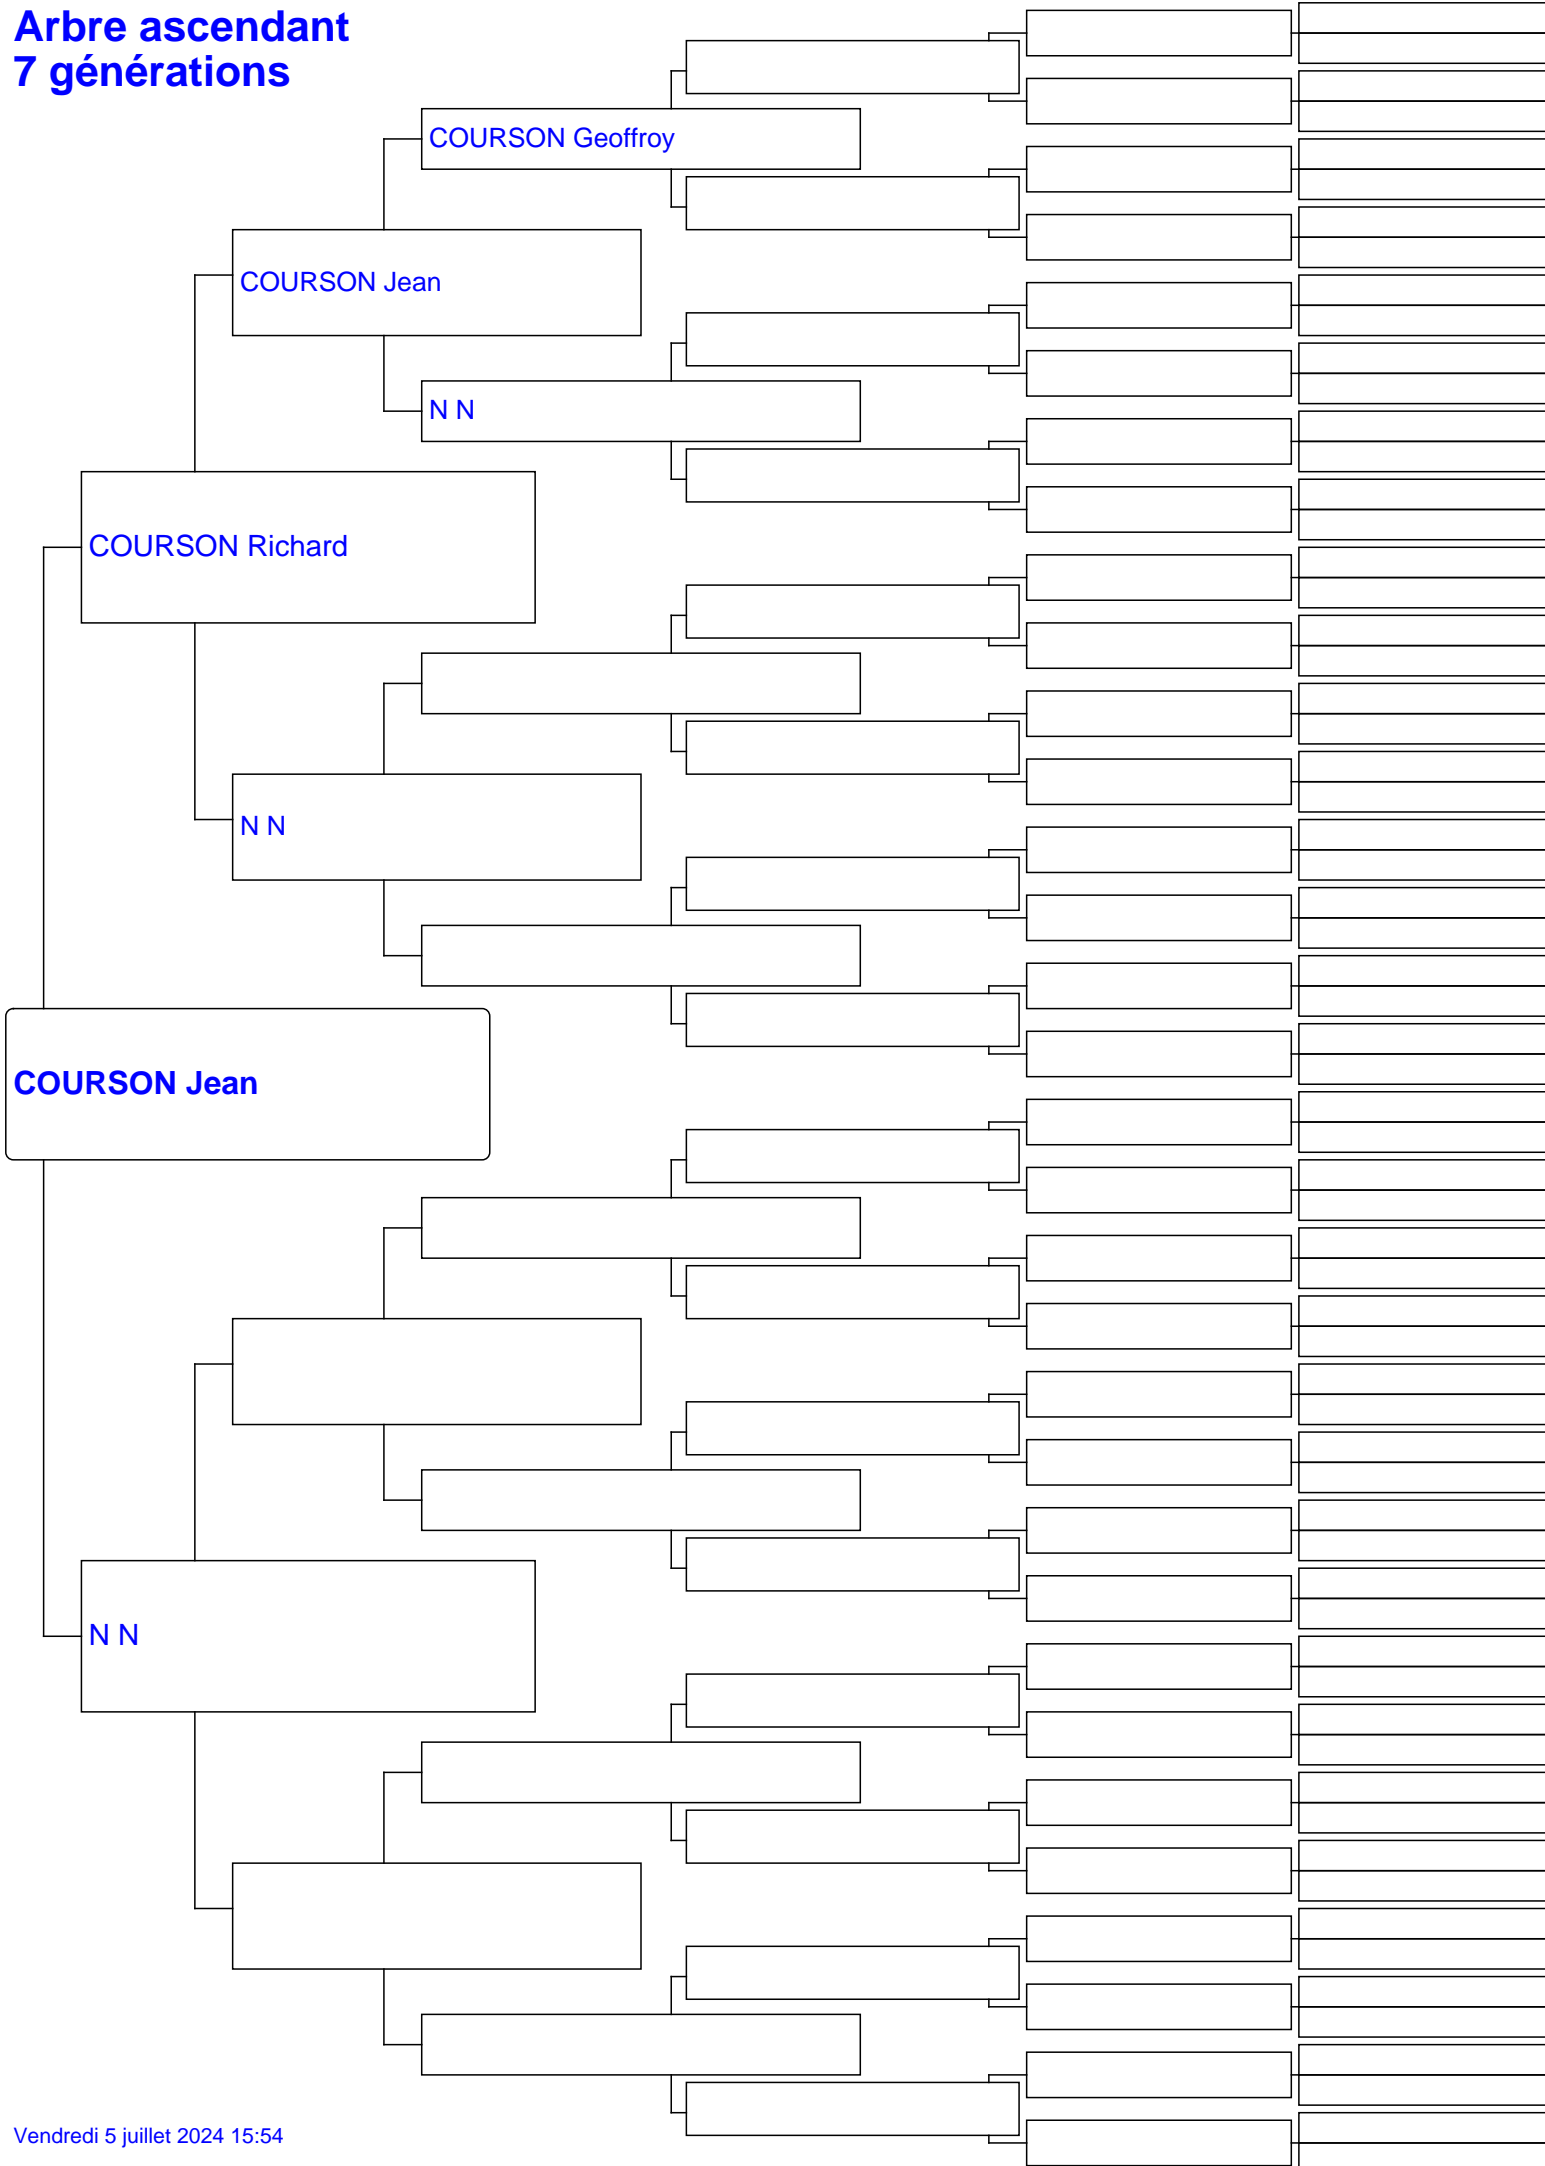 Arbre ascendant
7 générations
COURSON Geoffroy
COURSON Jean
N N
COURSON Richard
N N
COURSON Jean
N N
Vendredi 5 juillet 2024 15:54